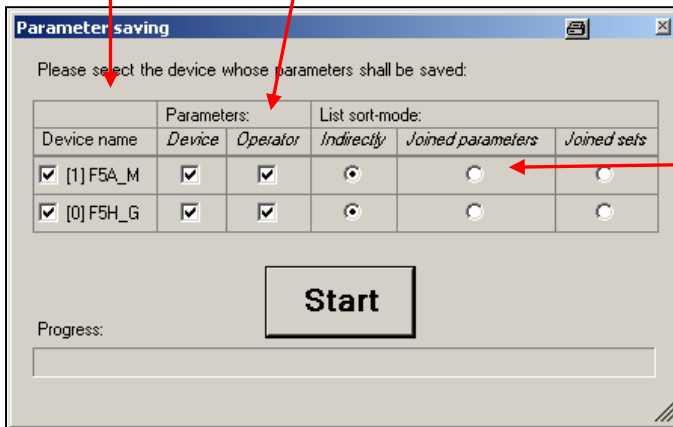 Parameter saving
Please select the device whose parameters shall be saved:
Parameters: List sort-mode:
Device name Device Operator Indirectly Joined parameters Joined sets
[1] F5A_M
[0] F5H_G
Start
Progress: